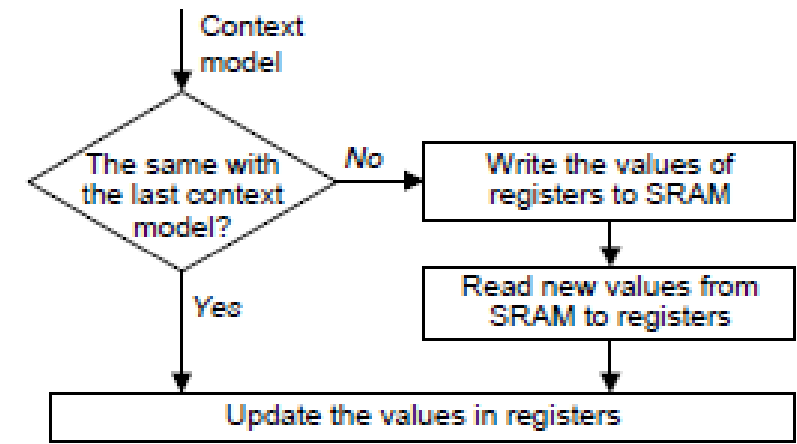 Context
model
The same with
the last context
model?
No
Write the values of
registers to SRAM
Read new values from
SRAM to registers
Yes
Update the values in registers